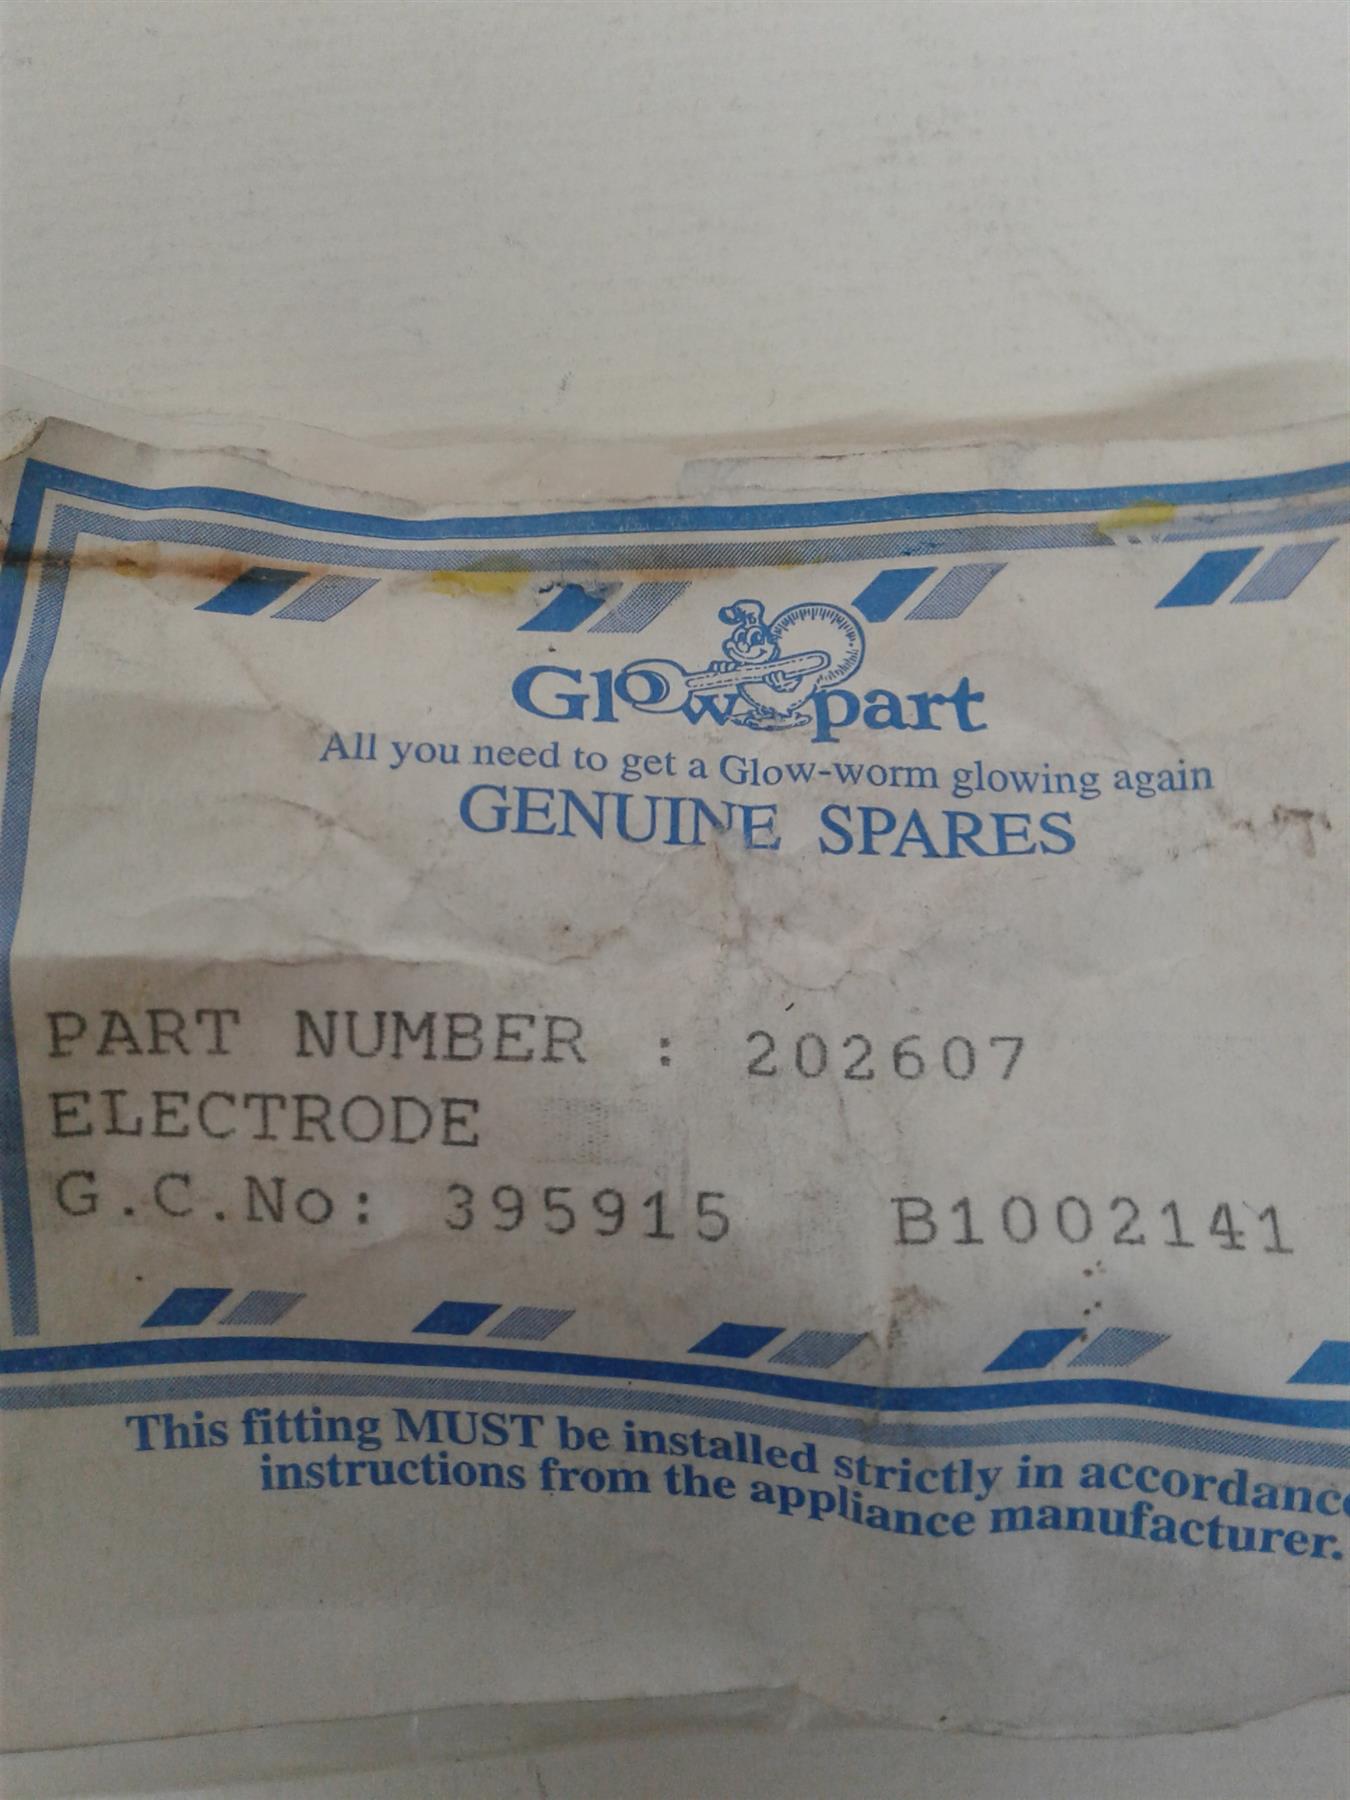 Glow part
All you need to get a Glow-worm glowing again
GENUINE SPARES
PART NUMBER : 202607
ELECTRODE
G.C.No: 395915 B1002141
This fitting MUST be installed strictly in accordance
instructions from the appliance manufacturer.